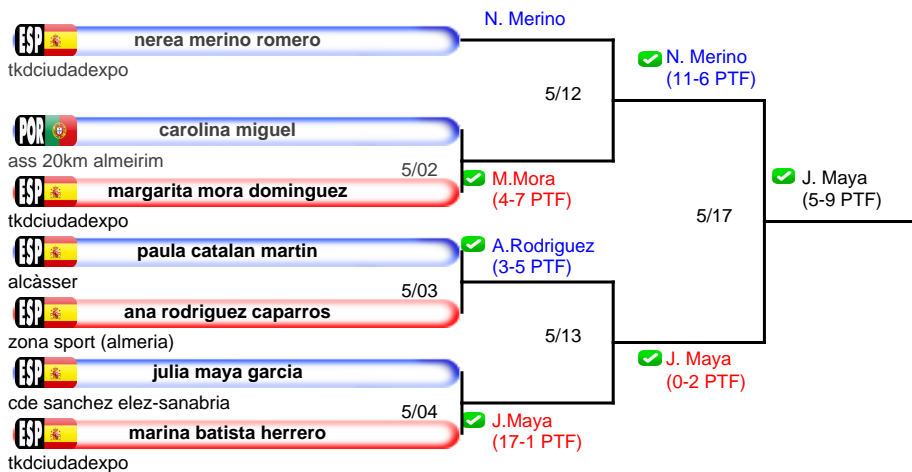 ESP nerea merino romero
tkdciudadexpo
POR carolina miguel
ass 20km almeirim
5/02
ESP margarita mora dominguez
tkdciudadexpo
ESP paula catalan martin
alcàsser
5/03
ESP ana rodriguez caparros
zona sport (almeria)
ESP julia maya garcia
cde sanchez elez-sanabria
5/04
ESP marina batista herrero
tkdciudadexpo
N. Merino
5/12
M.Mora
(4-7 PTF)
A.Rodriguez
(3-5 PTF)
5/13
J.Maya
(17-1 PTF)
N. Merino
(11-6 PTF)
5/17
J. Maya
(0-2 PTF)
J. Maya
(5-9 PTF)